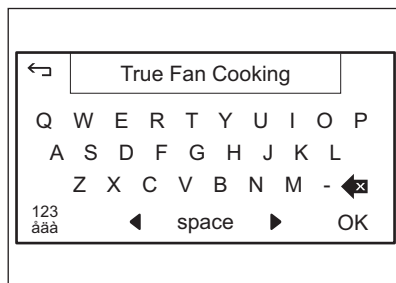 True Fan Cooking
Q W E R T Y U I O P
A S D F G H J K L
Z X C V B N M -
123
åäà
space OK